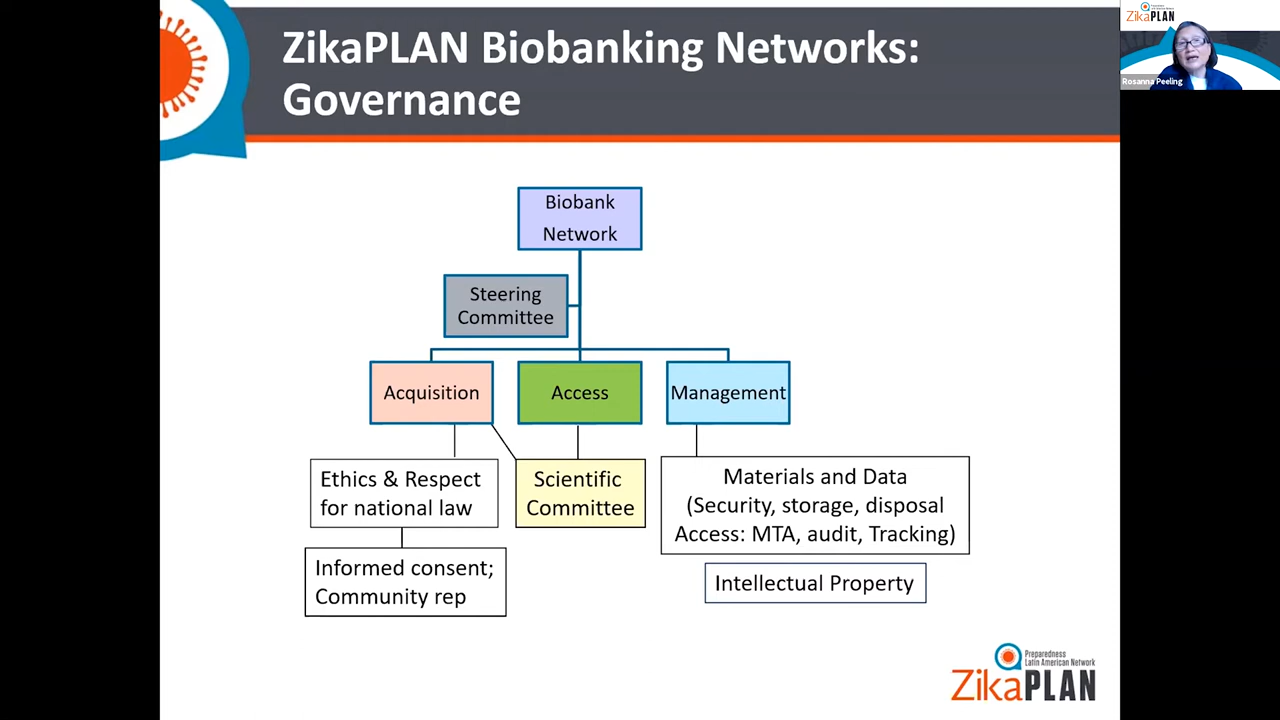 ZikaPLAN Biobanking Networks:
Governance
ZikaPLAN
Rosanna Peeling
Biobank
Network
Steering
Committee
Acquisition
Access
Management
Ethics & Respect
for national law
Scientific
Committee
Materials and Data
(Security, storage, disposal
Access: MTA, audit, Tracking)
Informed consent;
Community rep
Intellectual Property
Preparedness
Latin American Network
ZikaPLAN